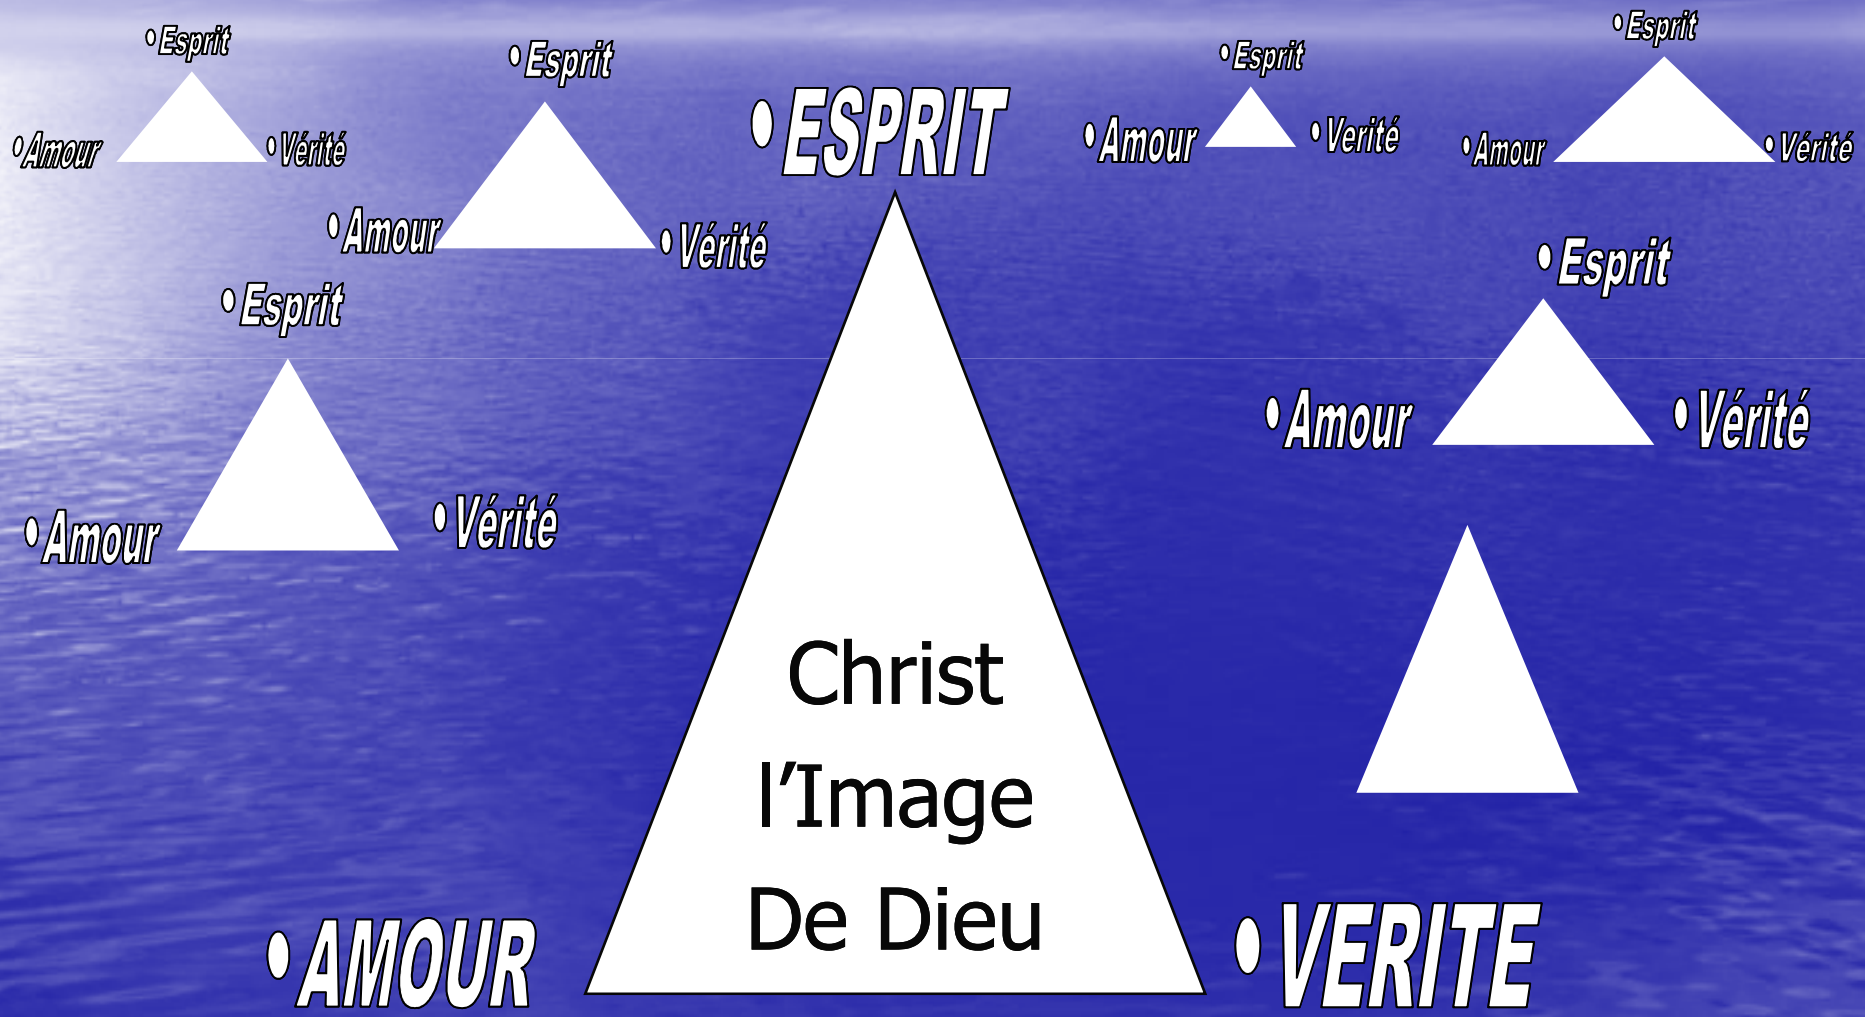 •Esprit
•Amour
•Vérité
•Esprit
•Amour
•Vérité
•Esprit
•Amour
•Vérité
•ESPRIT
•Esprit
•Amour
•Verité
•Esprit
•Amour
•Vérité
•Esprit
•Amour
•Vérité
Christ
l’Image
De Dieu
•AMOUR
•VERITE